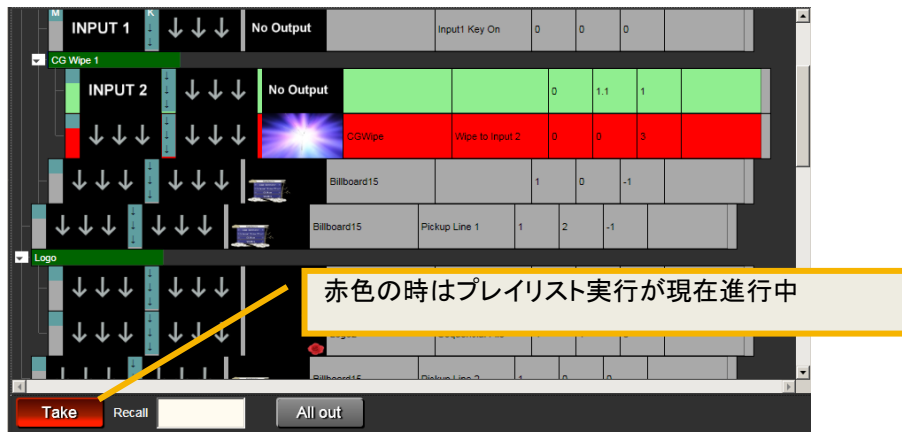 M K
INPUT 1 No Output Input1 Key On 0 0 0
CG Wipe 1
INPUT 2 No Output 0 1.1 1
CGWipe Wipe to Input 2 0 0 3
Billboard15 1 0 -1
Billboard15 Pickup Line 1 1 2 -1
Logo
赤色の時はプレイリスト実行が現在進行中
Billboard15 Pickup Line 2 1 0 0
Take Recall All out